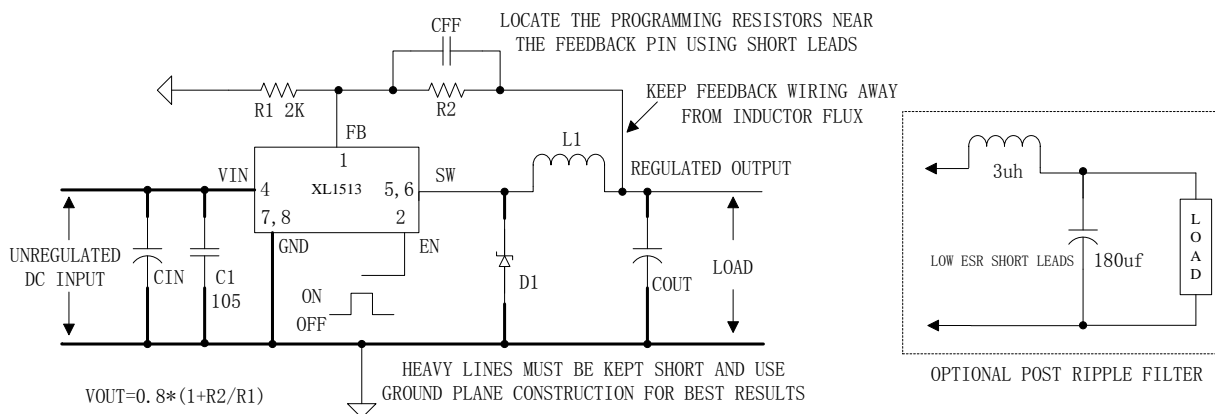 CFF
LOCATE THE PROGRAMMING RESISTORS NEAR
THE FEEDBACK PIN USING SHORT LEADS
R1 2K
R2
KEEP FEEDBACK WIRING AWAY
FROM INDUCTOR FLUX
FB
1
L1
VIN
4
XL1513
5,6
SW
REGULATED OUTPUT
7,8
2
GND
EN
UNREGULATED
DC INPUT
CIN
C1
105
ON
OFF
D1
COUT
LOAD
3uh
LOW ESR SHORT LEADS
180uf
LOAD
VOUT=0.8*(1+R2/R1)
HEAVY LINES MUST BE KEPT SHORT AND USE
GROUND PLANE CONSTRUCTION FOR BEST RESULTS
OPTIONAL POST RIPPLE FILTER